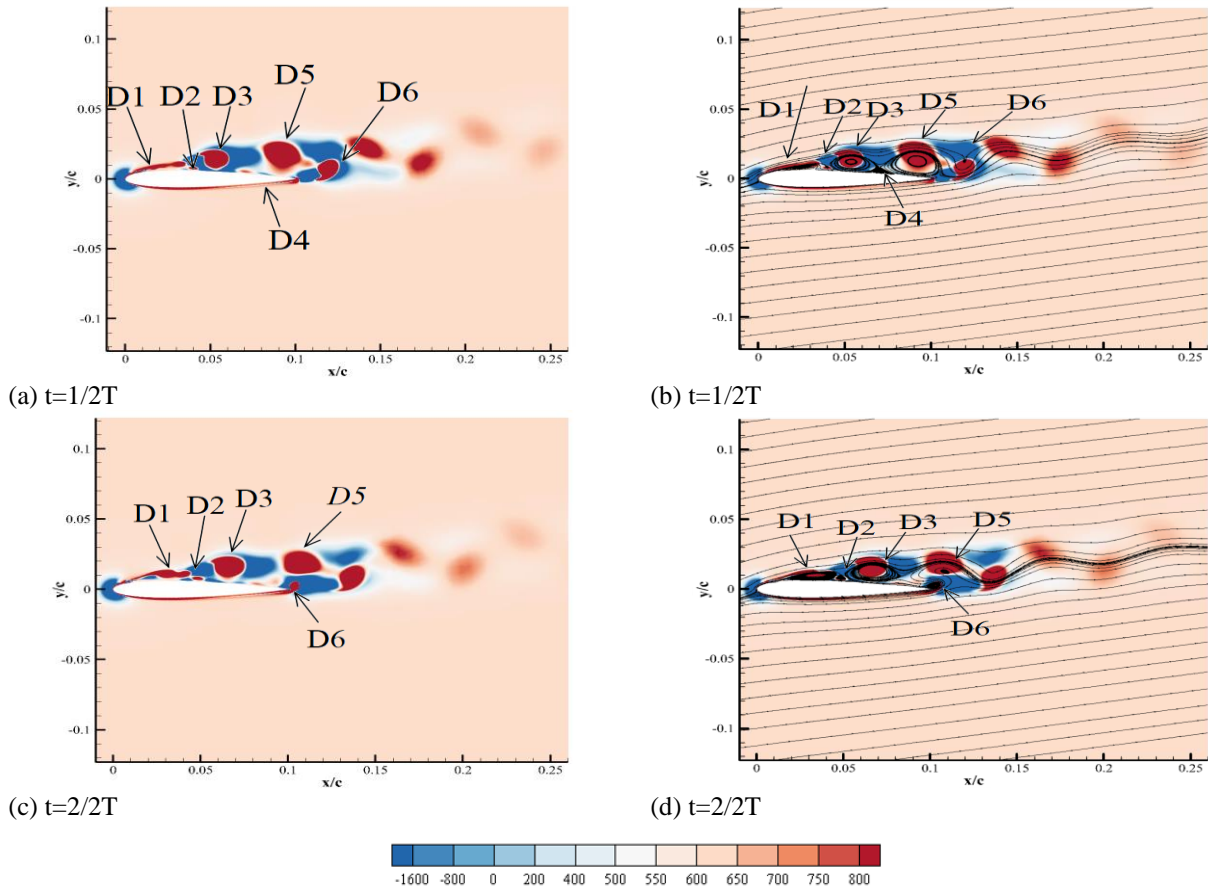 D1 D2 D3 D5 D6
D4
0.1
0.05
0
-0.05
-0.1
y/c
0 0.05 0.1 0.15 0.2 0.25
x/c
(a) t=1/2T
D1 D2 D3 D5 D6
D4
0.1
0.05
0
-0.05
-0.1
y/c
0 0.05 0.1 0.15 0.2 0.25
x/c
(b) t=1/2T
D1 D2 D3 D5
D6
0.1
0.05
0
-0.05
-0.1
y/c
0 0.05 0.1 0.15 0.2 0.25
x/c
(c) t=2/2T
D1 D2 D3 D5
D6
0.1
0.05
0
-0.05
-0.1
y/c
0 0.05 0.1 0.15 0.2 0.25
x/c
(d) t=2/2T
-1600 -800 0 200 400 500 550 600 650 700 750 800